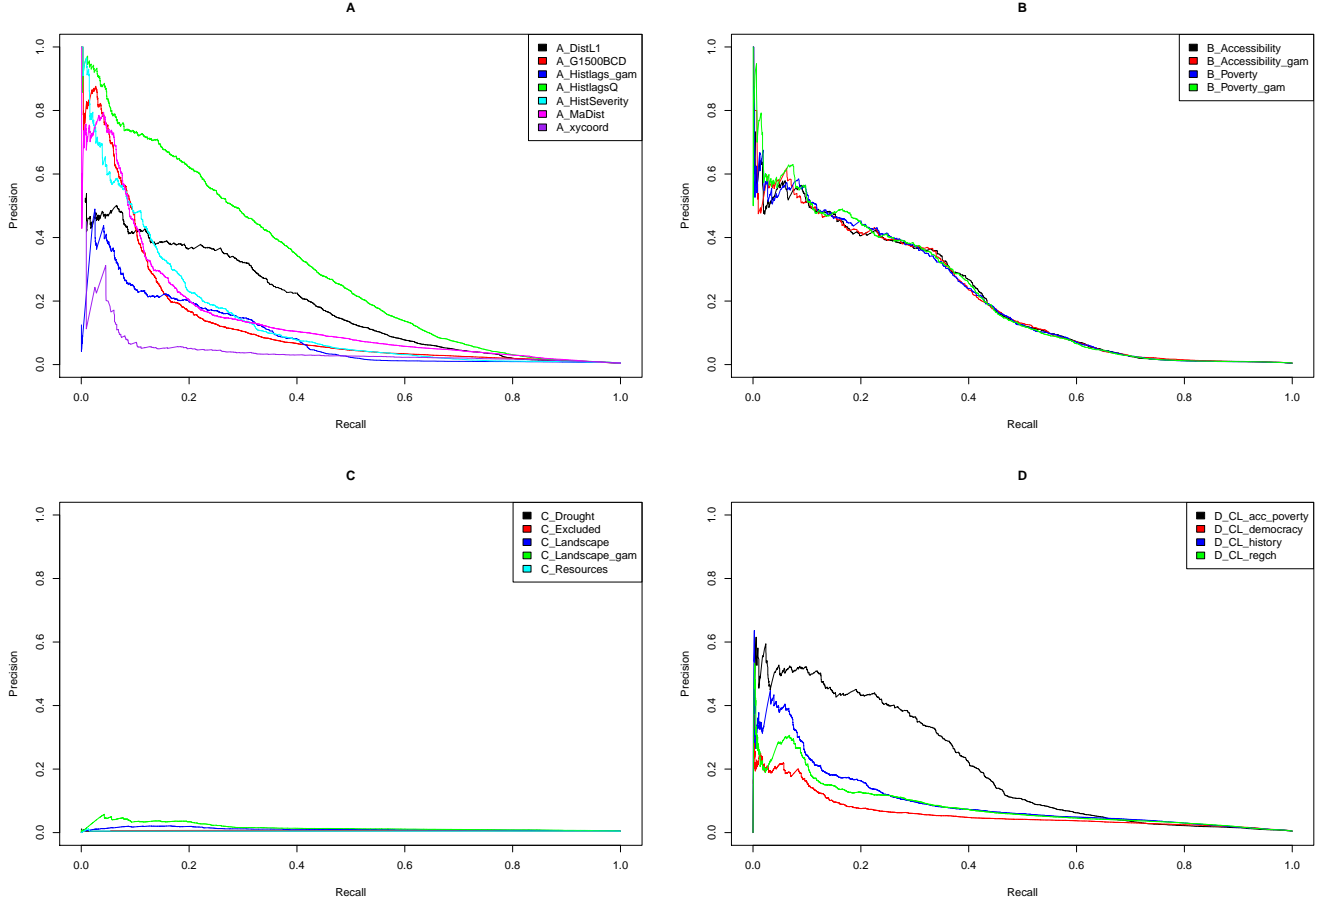 A
A_DistL1
A_G1500BCD
A_Histlags_gam
A_HistlagsQ
A_HistSeverity
A_MaDist
A_xycoord
Precision
0.0
0.2
0.4
0.6
0.8
1.0
0.0 0.2 0.4 0.6 0.8 1.0
Recall
B
B_Accessibility
B_Accessibility_gam
B_Poverty
B_Poverty_gam
Precision
0.0
0.2
0.4
0.6
0.8
1.0
0.0 0.2 0.4 0.6 0.8 1.0
Recall
C
C_Drought
C_Excluded
C_Landscape
C_Landscape_gam
C_Resources
Precision
0.0
0.2
0.4
0.6
0.8
1.0
0.0 0.2 0.4 0.6 0.8 1.0
Recall
D
D_CL_acc_poverty
D_CL_democracy
D_CL_history
D_CL_regch
Precision
0.0
0.2
0.4
0.6
0.8
1.0
0.0 0.2 0.4 0.6 0.8 1.0
Recall